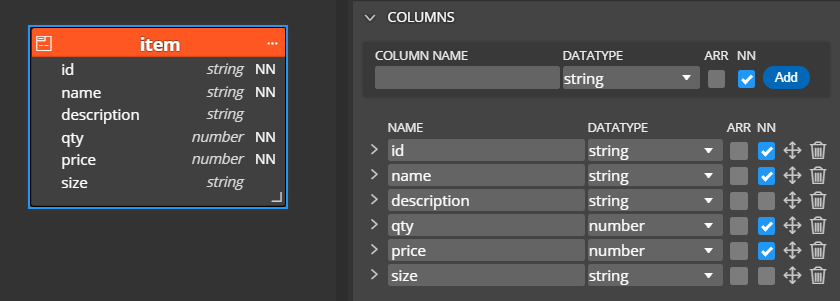 item ...
id string NN
name string NN
description string
qty number NN
price number NN
size string
COLUMNS
COLUMN NAME DATATYPE ARR NN
string Add
NAME DATATYPE ARR NN
id string
name string
description string
qty number
price number
size string